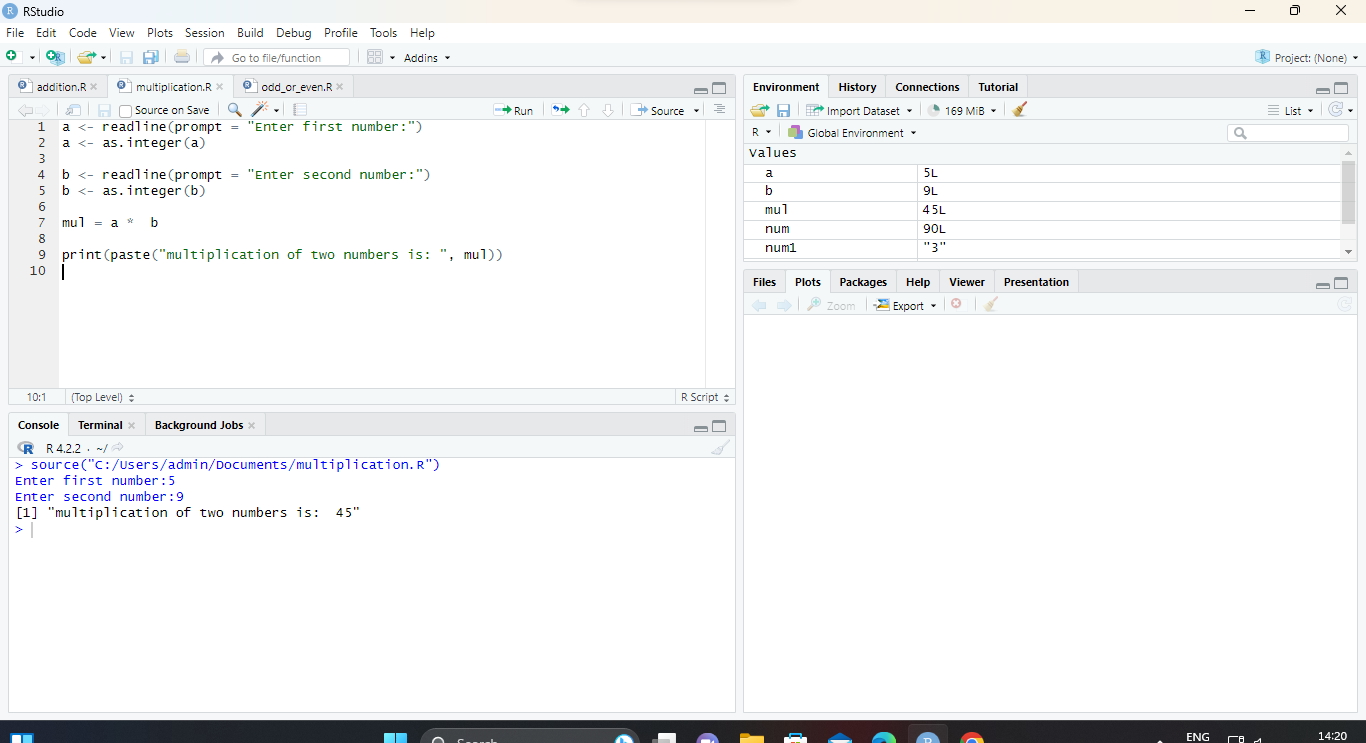 RStudio
File Edit Code View Plots Session Build Debug Profile Tools Help
Go to file/function Addins Project: (None)
addition.R multiplication.R odd_or_even.R
Source on Save Run Source
1 a <- readline(prompt = "Enter first number:")
2 a <- as.integer(a)
3
4 b <- readline(prompt = "Enter second number:")
5 b <- as.integer(b)
6
7 mul = a * b
8
9 print(paste("multiplication of two numbers is: ", mul))
10
10:1 (Top Level) R Script
Console Terminal Background Jobs
R 4.2.2 · ~/
> source("C:/Users/admin/Documents/multiplication.R")
Enter first number:5
Enter second number:9
[1] "multiplication of two numbers is:  45"
>
Environment History Connections Tutorial
Import Dataset 169 MiB List
R Global Environment
Values
a 5L
b 9L
mul 45L
num 90L
num1 "3"
Files Plots Packages Help Viewer Presentation
Zoom Export
Search ENG 14:20